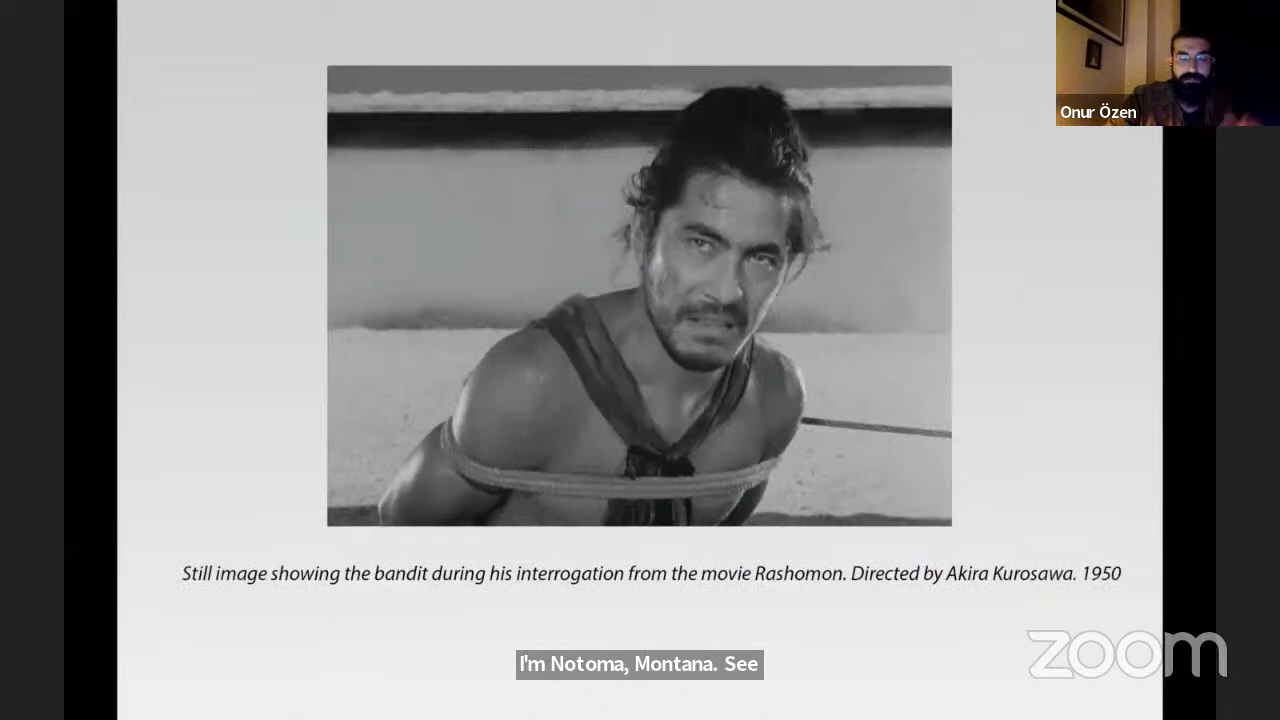 Onur Özen
Still image showing the bandit during his interrogation from the movie Rashomon. Directed by Akira Kurosawa. 1950
I'm Notoma, Montana. See
zoom